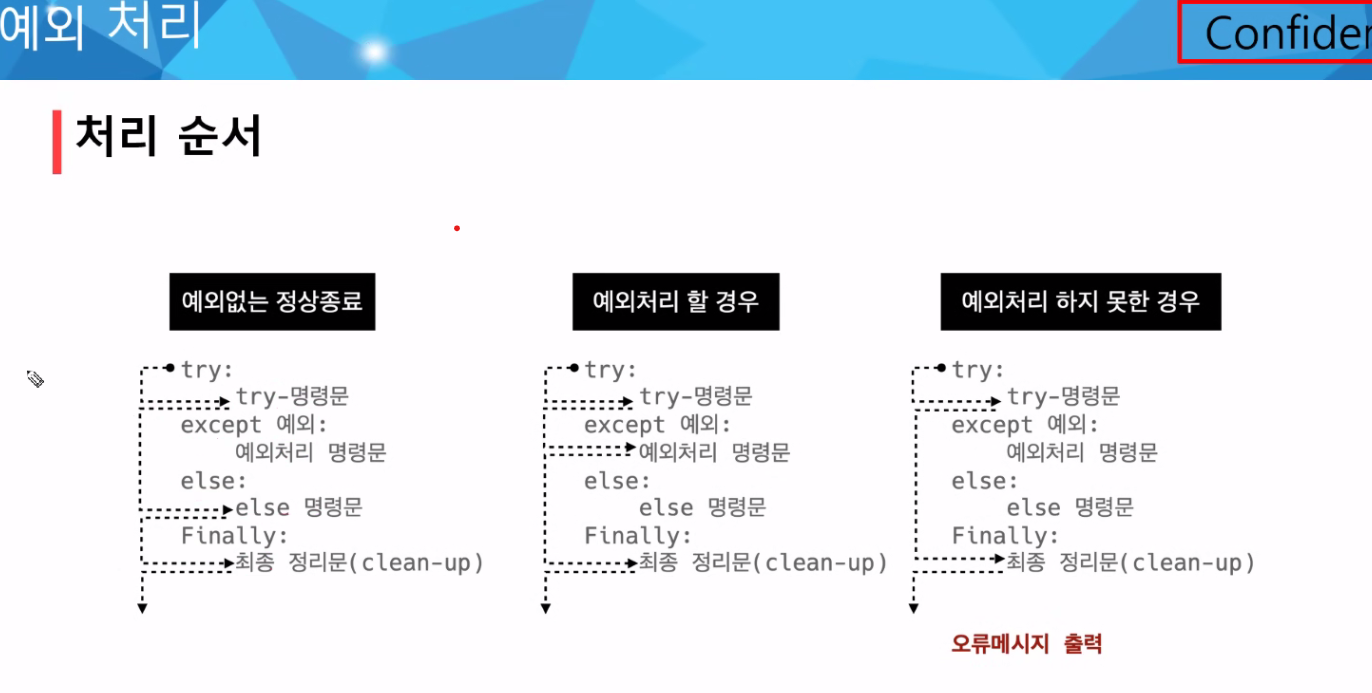 예외 처리
Confiden
처리 순서
예외없는 정상종료
try:
try-명령문
except 예외:
예외처리 명령문
else:
else 명령문
Finally:
최종 정리문(clean-up)
예외처리 할 경우
try:
try-명령문
except 예외:
예외처리 명령문
else:
else 명령문
Finally:
최종 정리문(clean-up)
예외처리 하지 못한 경우
try:
try-명령문
except 예외:
예외처리 명령문
else:
else 명령문
Finally:
최종 정리문(clean-up)
오류메시지 출력